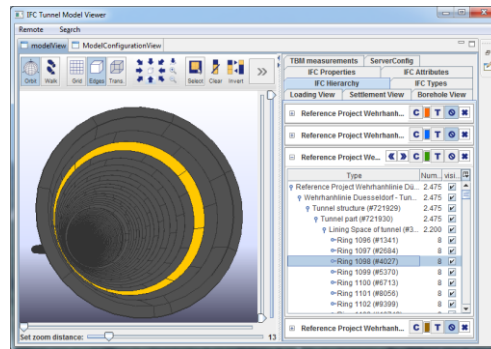 IFC Tunnel Model Viewer
Remote Search
modelView ModelConfigurationView
Orbit Walk Grid Edges Trans. Select Clear Invert
TBM measurements ServerConfig
IFC Properties IFC Attributes
IFC Hierarchy IFC Types
Loading View Settlement View Borehole View
Reference Project Wehrhanh... C T
Reference Project Wehrhanh... C T
Reference Project We... C T
Type Num... visi...
Reference Projecd Wehrhahnlinie Dü... 2.475
Wehrhahnlinie Duesseldorf - Tun... 2.475
Tunnel structure (#721929) 2.475
Tunnel part (#721930) 2.475
Lining Space of tunnel (#3... 2.200
Ring 1096 (#1341) 8
Ring 1097 (#2684) 8
Ring 1098 (#4027) 8
Ring 1099 (#5370) 8
Ring 1100 (#6713) 8
Ring 1101 (#8056) 8
Ring 1102 (#9399) 8
Reference Project Wehrhanh... C T
Set zoom distance: 13